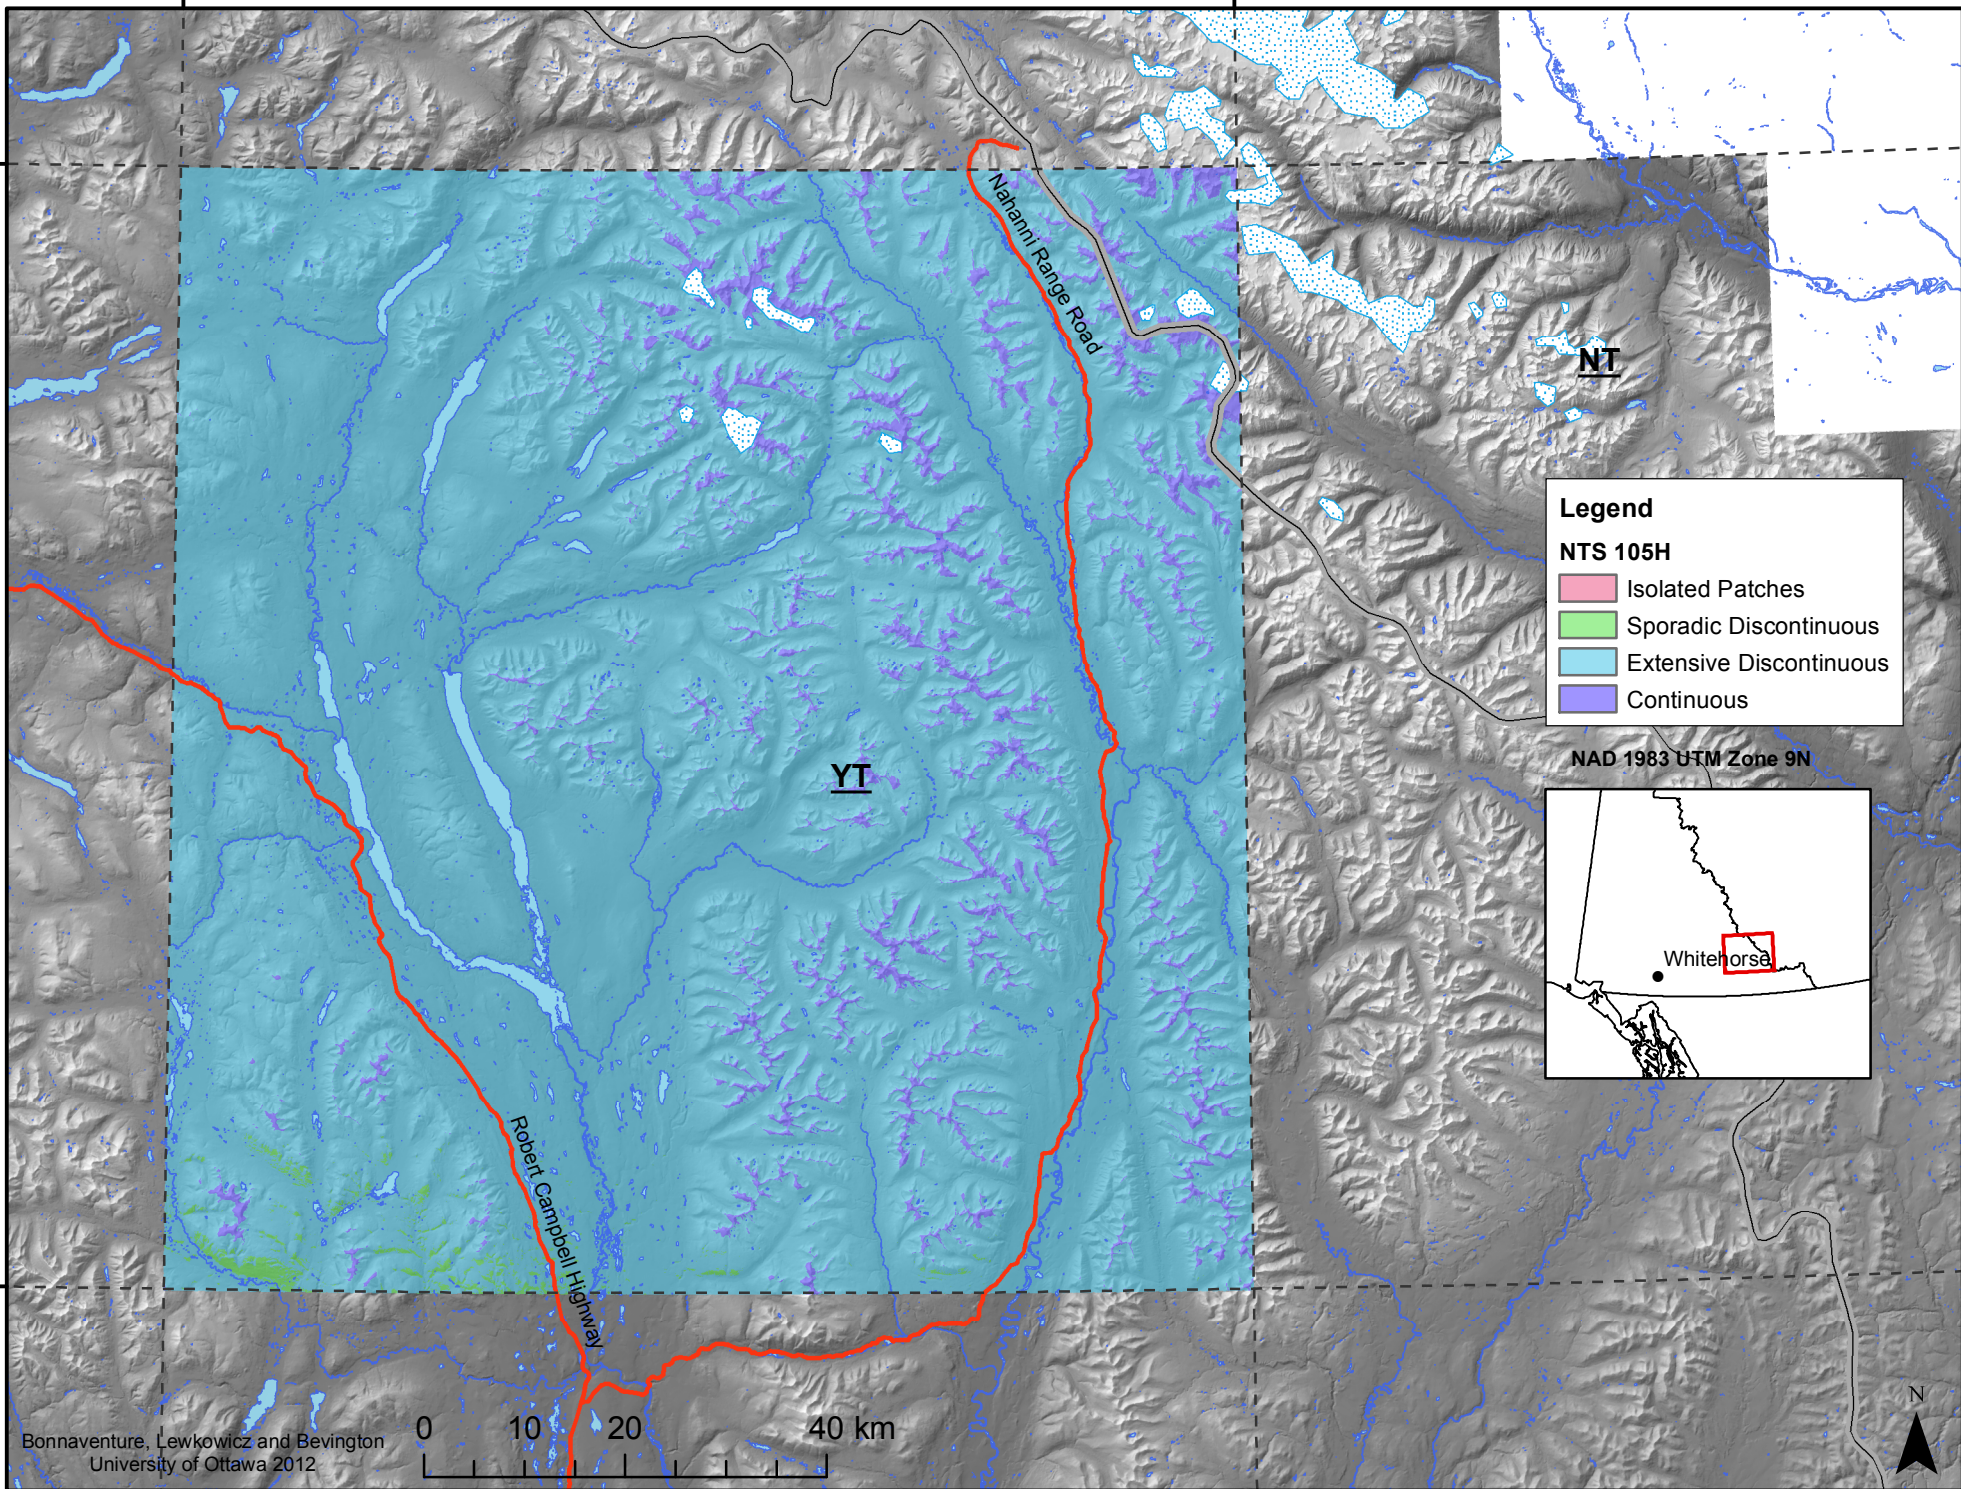 Nahanni Range Road
NT
Legend
NTS 105H
Isolated Patches
Sporadic Discontinuous
Extensive Discontinuous
Continuous
NAD 1983 UTM Zone 9N
YT
Whitehorse
Robert Campbell Highway
N
0 10 20 40 km
Bonnaventure, Lewkowicz and Bevington
University of Ottawa 2012